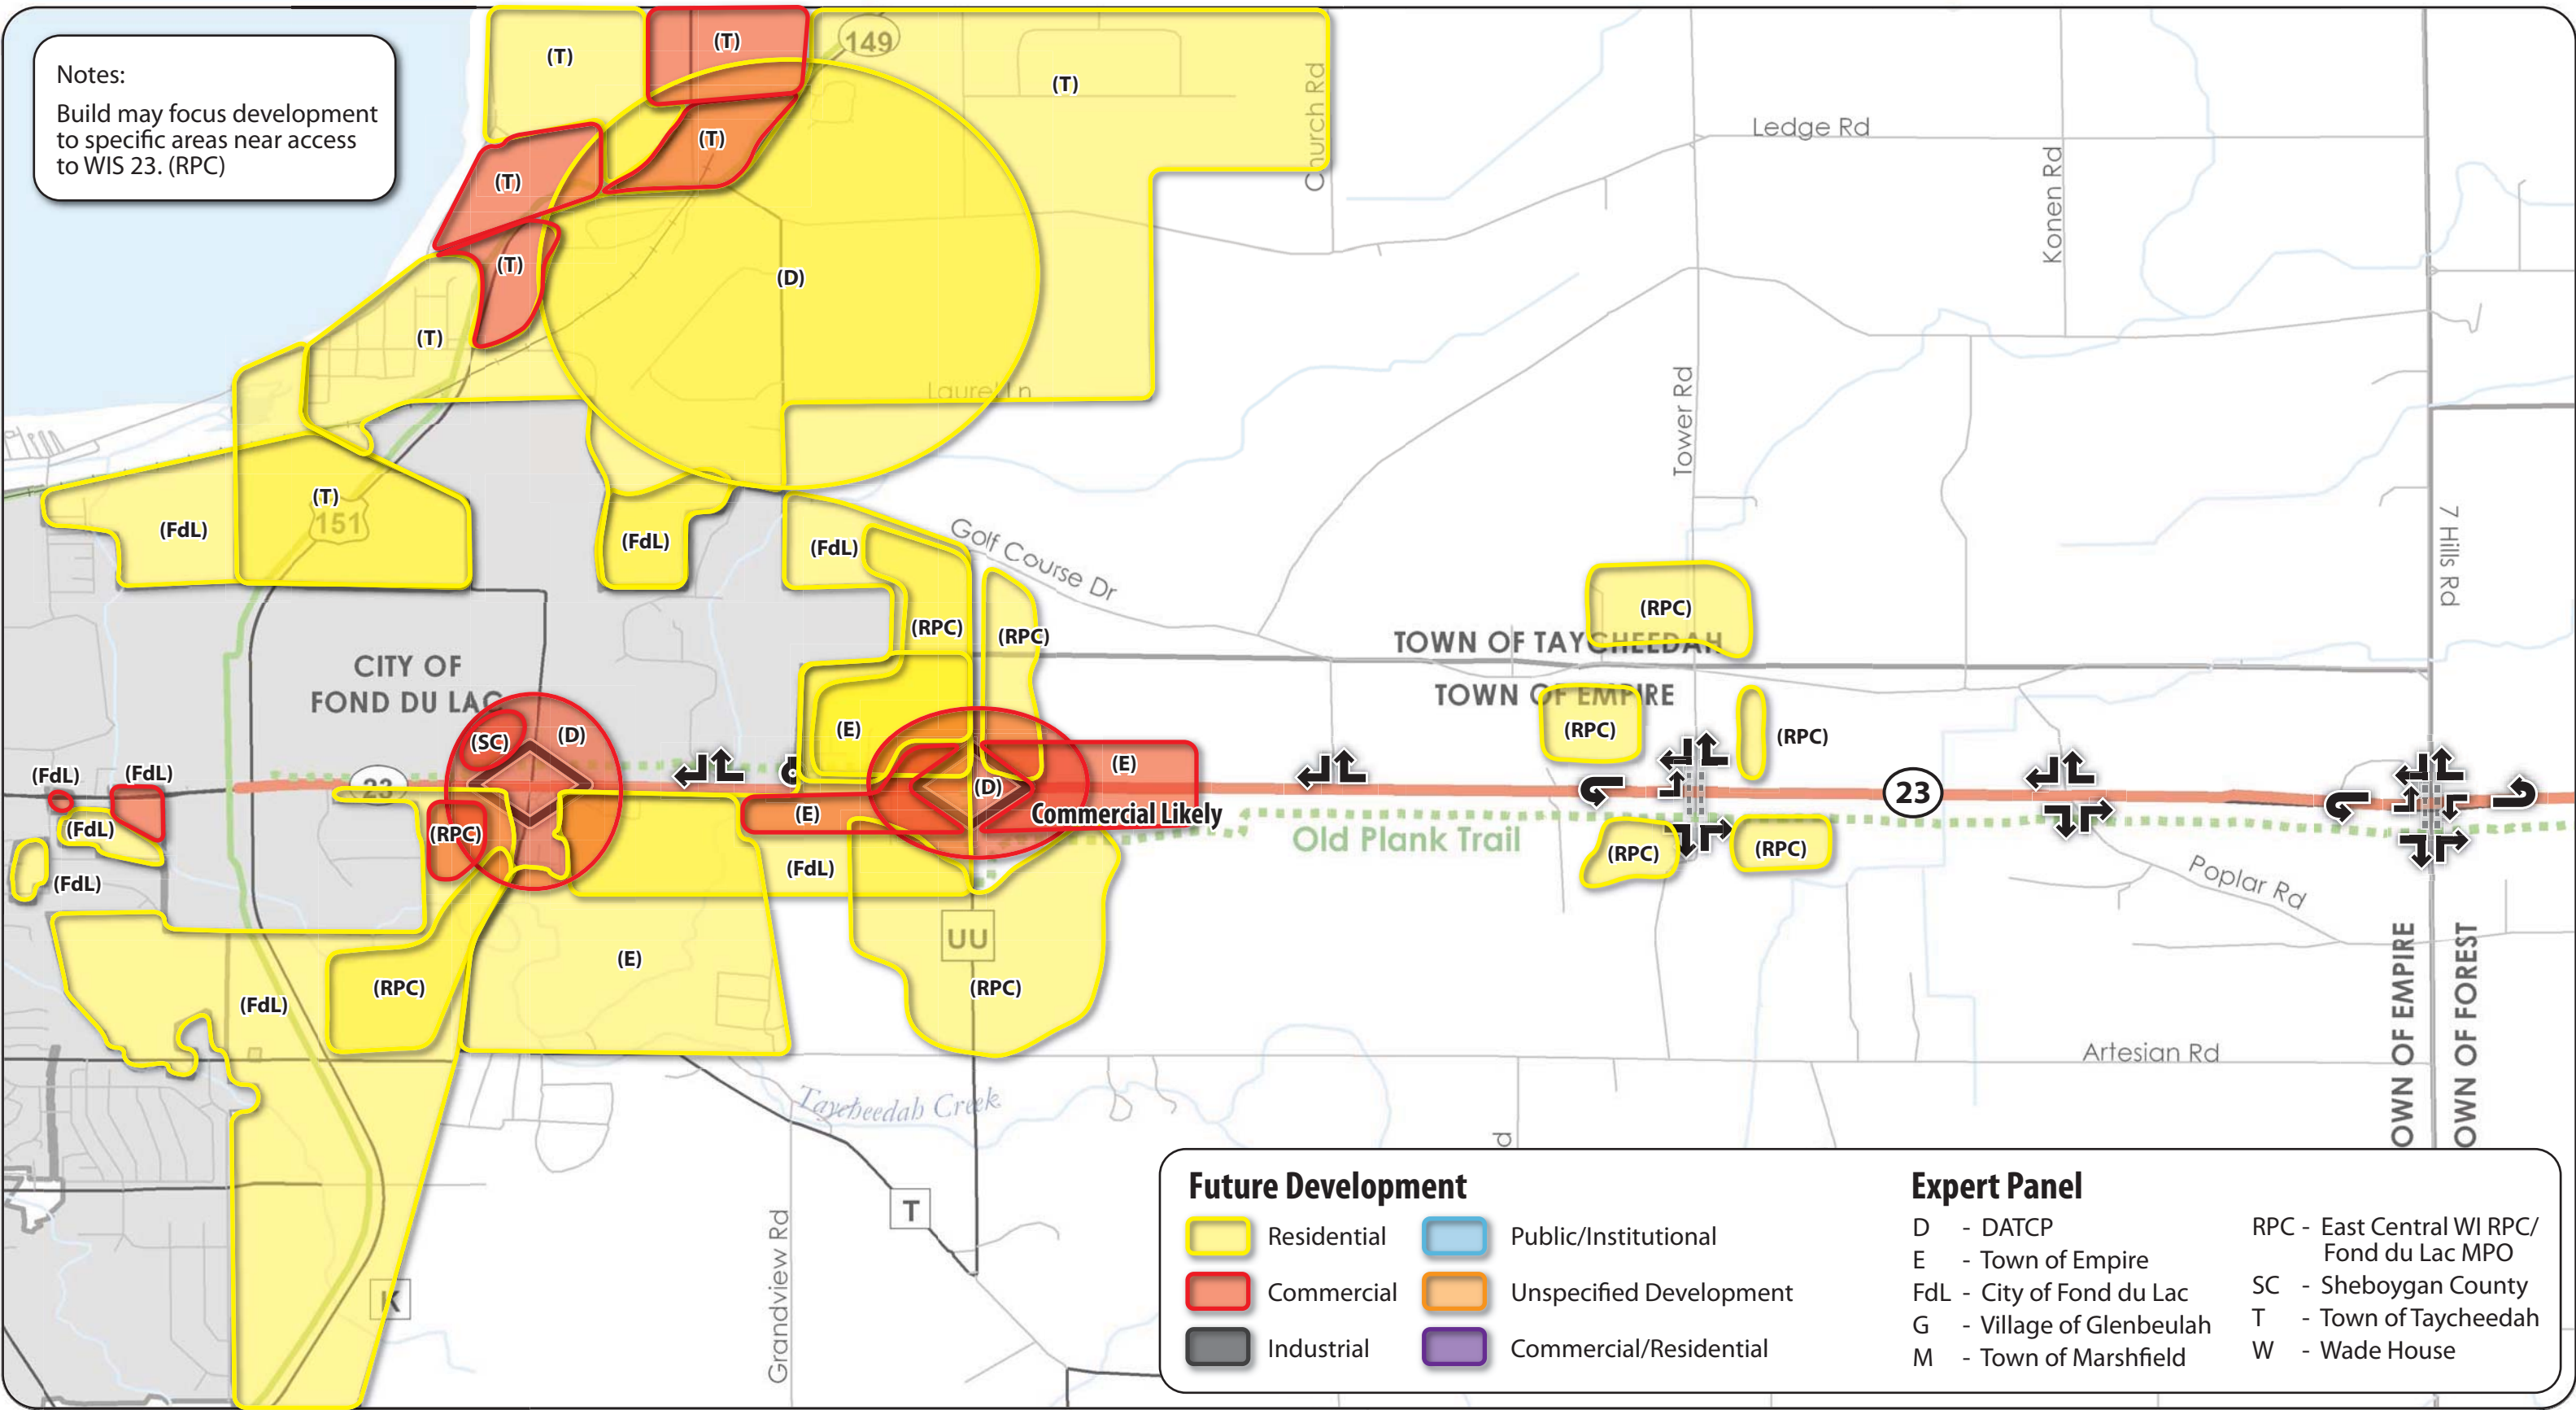 Notes:
Build may focus development
to specific areas near access
to WIS 23. (RPC)
(T)
(T)
149
(T)
Church Rd
Ledge Rd
Konen Rd
(T)
(T)
(T)
(D)
(T)
Laurel Ln
Tower Rd
(T)
151
(FdL)
(FdL)
(FdL)
Golf Course Dr
7 Hills Rd
(RPC)
(RPC)
(RPC)
TOWN OF TAYCHEEDAH
TOWN OF EMPIRE
CITY OF
FOND DU LAC
(SC)
(D)
(E)
(RPC)
(RPC)
(FdL)
(FdL)
23
(E)
(D)
(E)
Commercial Likely
23
(FdL)
(RPC)
(FdL)
Old Plank Trail
(RPC)
(RPC)
(FdL)
Poplar Rd
UU
(E)
(RPC)
(RPC)
(FdL)
OWN OF EMPIRE
OWN OF FOREST
Artesian Rd
Taycheedah Creek
d
T
Grandview Rd
K
Future Development
Residential
Commercial
Industrial
Public/Institutional
Unspecified Development
Commercial/Residential
Expert Panel
D - DATCP
E - Town of Empire
FdL - City of Fond du Lac
G - Village of Glenbeulah
M - Town of Marshfield
RPC - East Central WI RPC/
Fond du Lac MPO
SC - Sheboygan County
T - Town of Taycheedah
W - Wade House